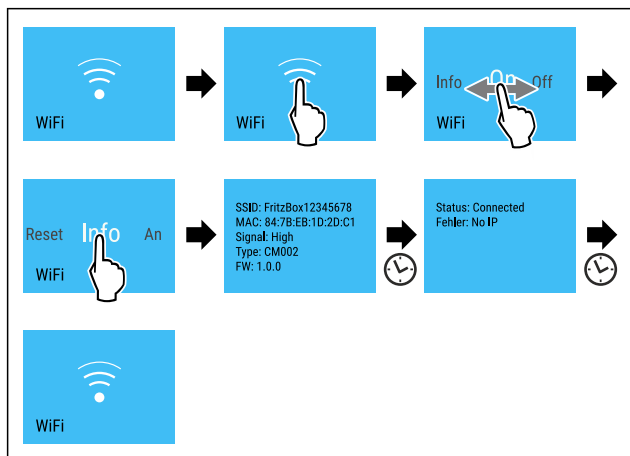 WiFi
WiFi
Info On Off
WiFi
Reset Info An
WiFi
SSID: FritzBox12345678
MAC: 84:7B:EB:1D:2D:C1
Signal: High
Type: CM002
FW: 1.0.0
Status: Connected
Fehler: No IP
WiFi